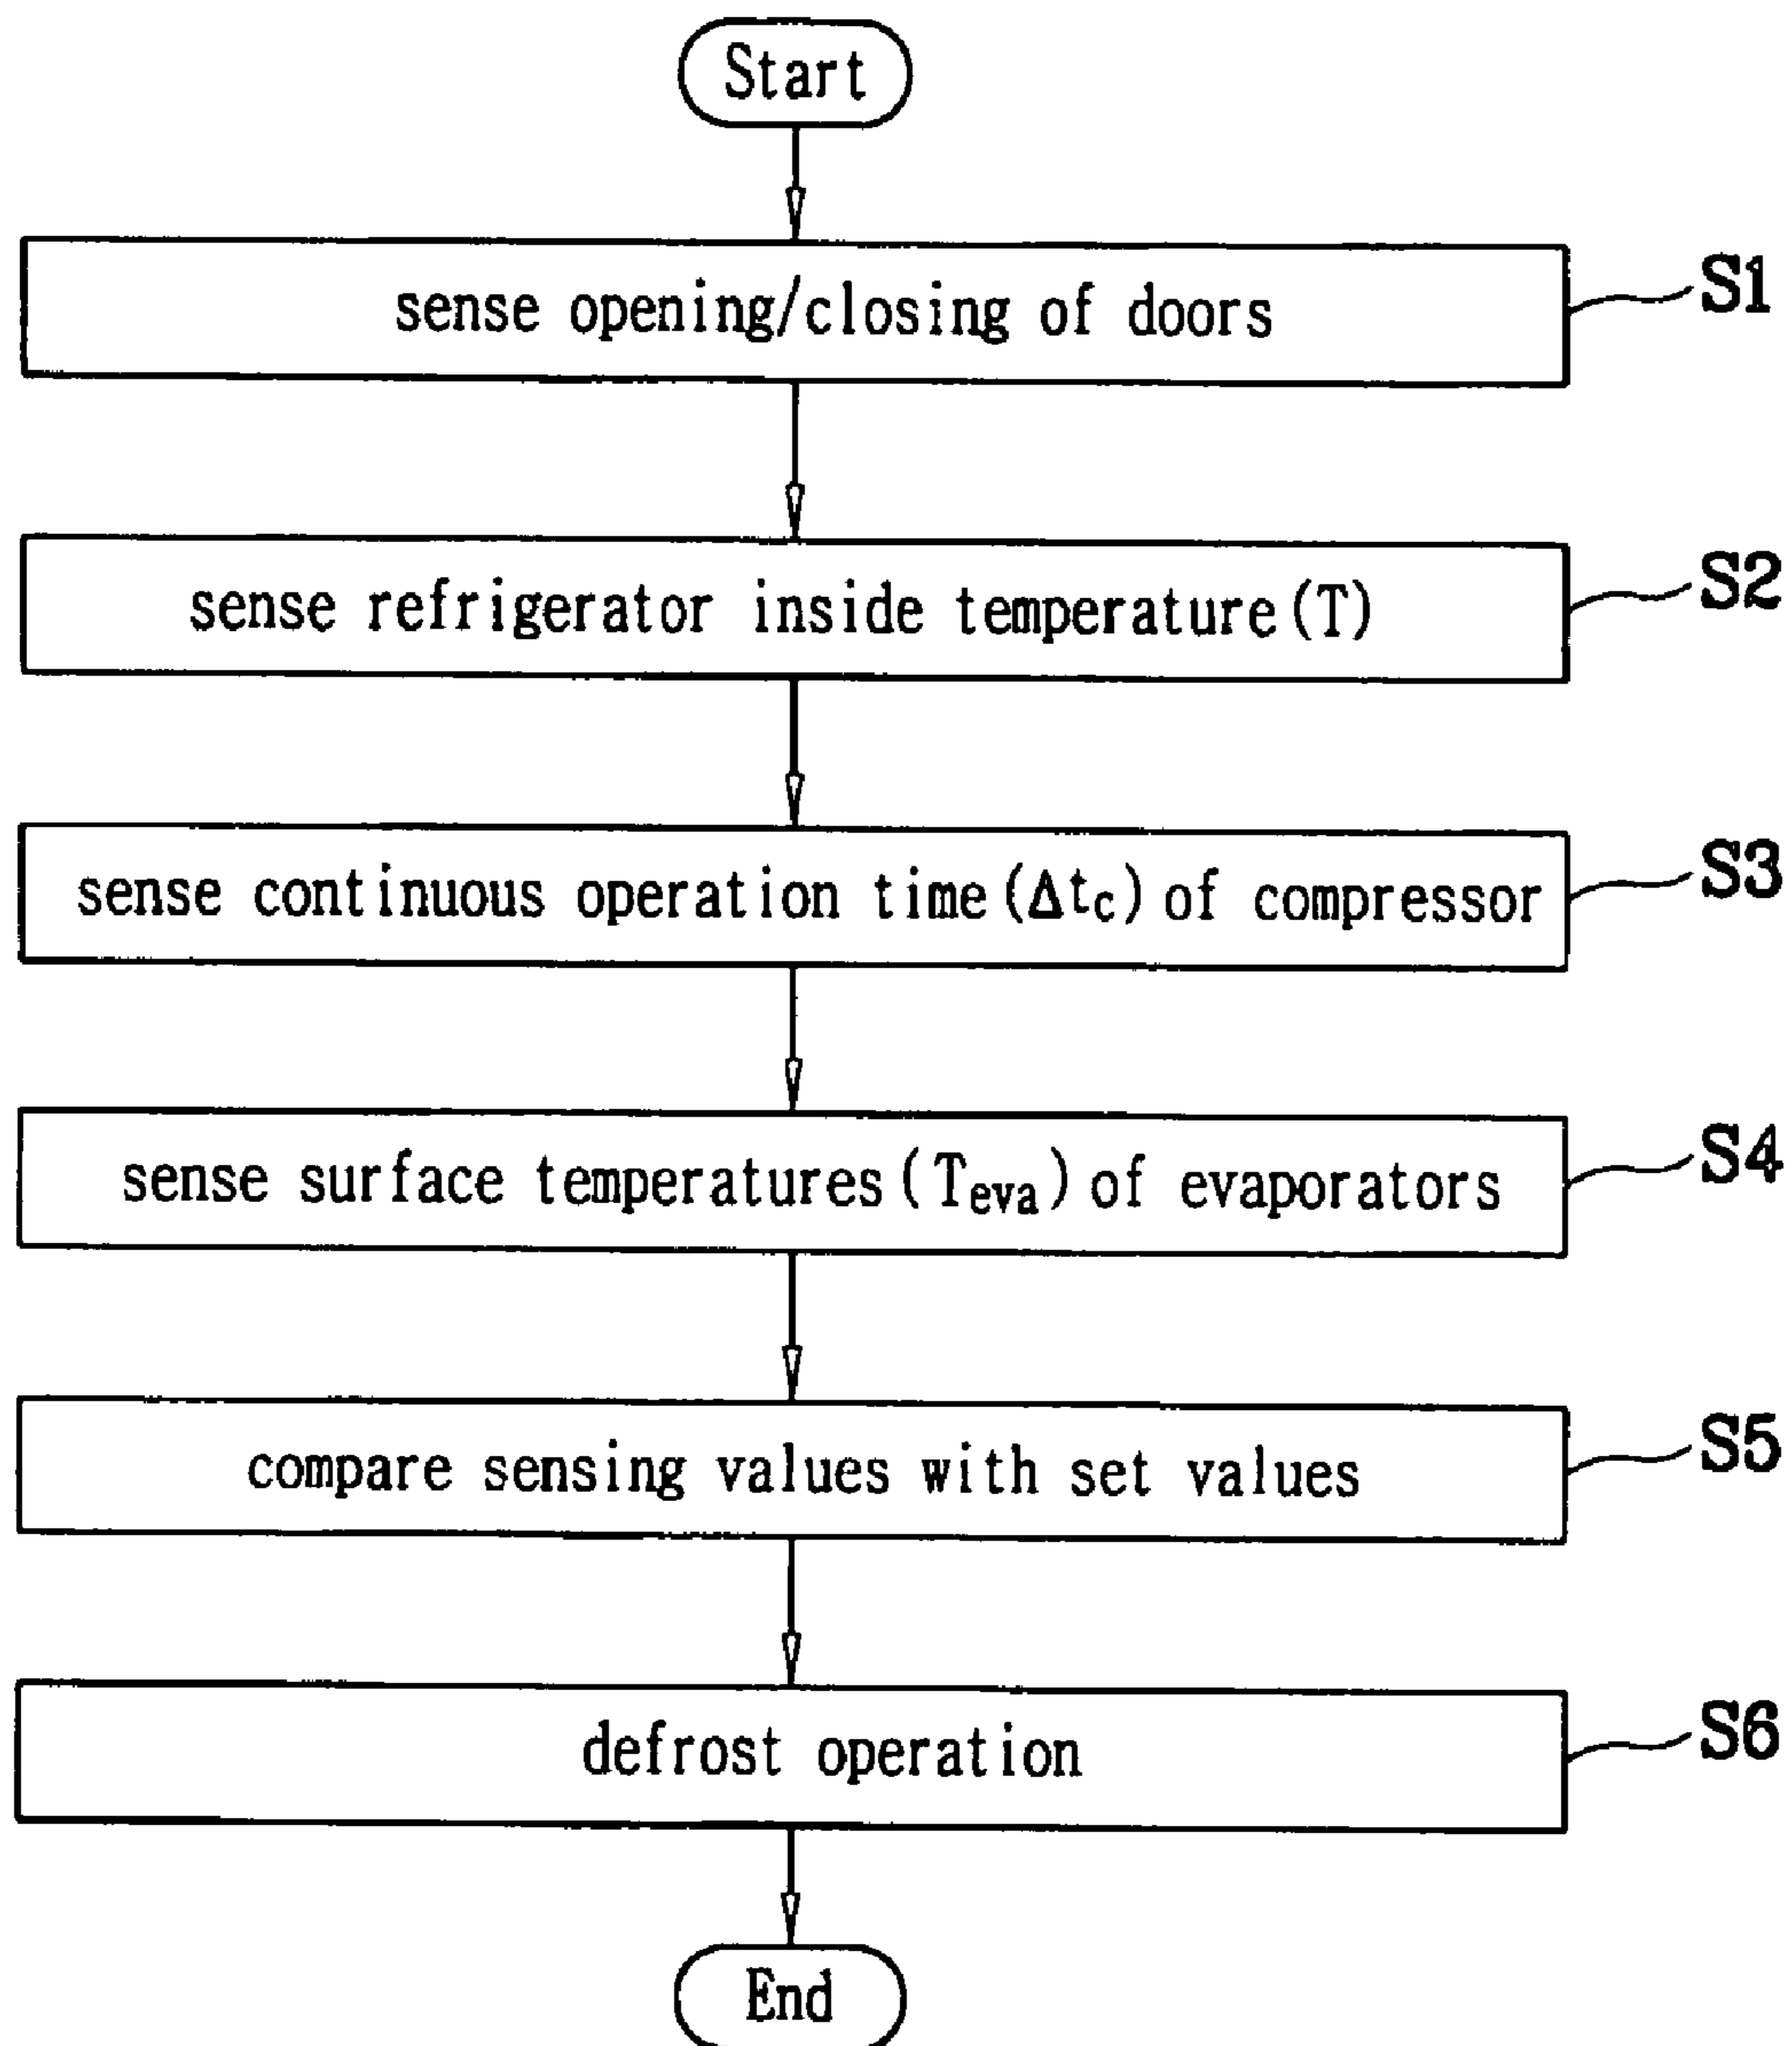 Start
sense opening/closing of doors
S1
sense refrigerator inside temperature(T)
S2
sense continuous operation time(Δtc) of compressor
S3
sense surface temperatures(Teva) of evaporators
S4
compare sensing values with set values
S5
defrost operation
S6
End